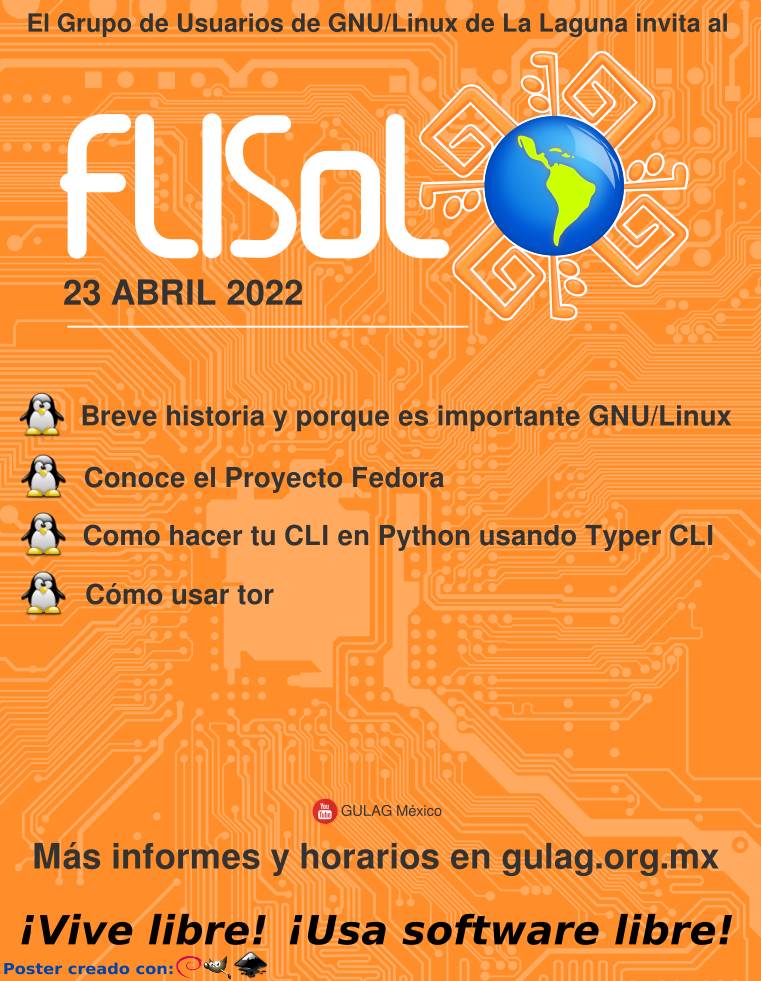 El Grupo de Usuarios de GNU/Linux de La Laguna invita al
FLISoL
23 ABRIL 2022
Breve historia y porque es importante GNU/Linux
Conoce el Proyecto Fedora
Como hacer tu CLI en Python usando Typer CLI
Cómo usar tor
You Tube GULAG México
Más informes y horarios en gulag.org.mx
¡Vive libre! ¡Usa software libre!
Poster creado con: